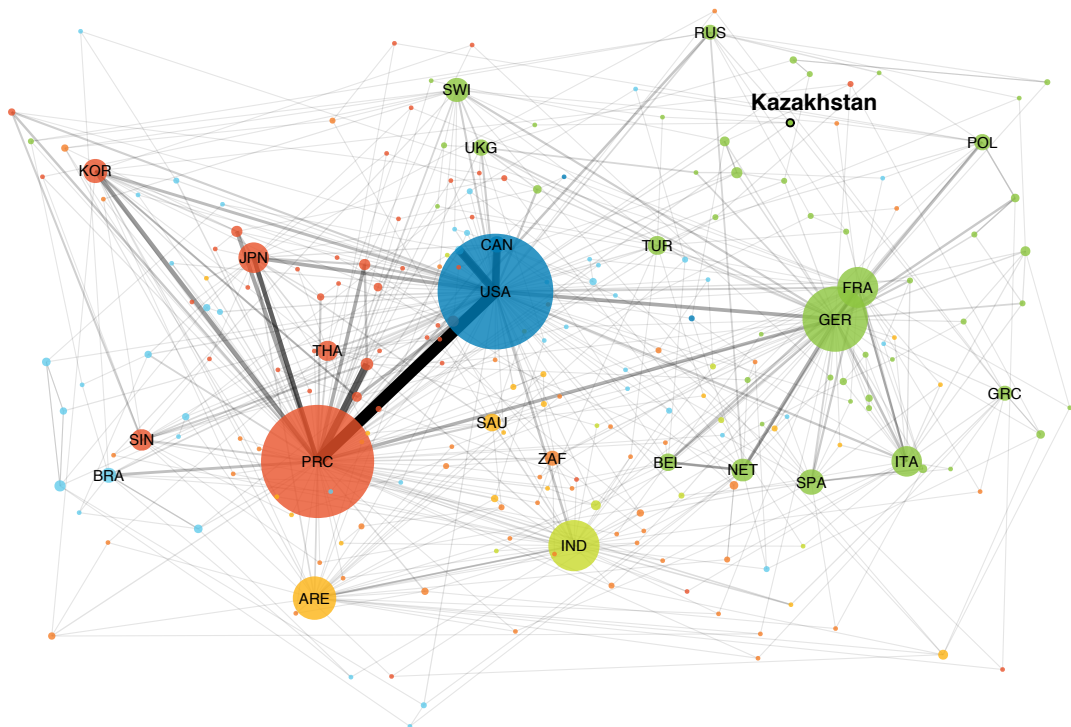 RUS
SWI
Kazakhstan
UKG
POL
KOR
CAN
TUR
JPN
FRA
USA
GER
THA
GRC
SAU
SIN
ZAF
PRC
BEL
ITA
NET
BRA
SPA
IND
ARE